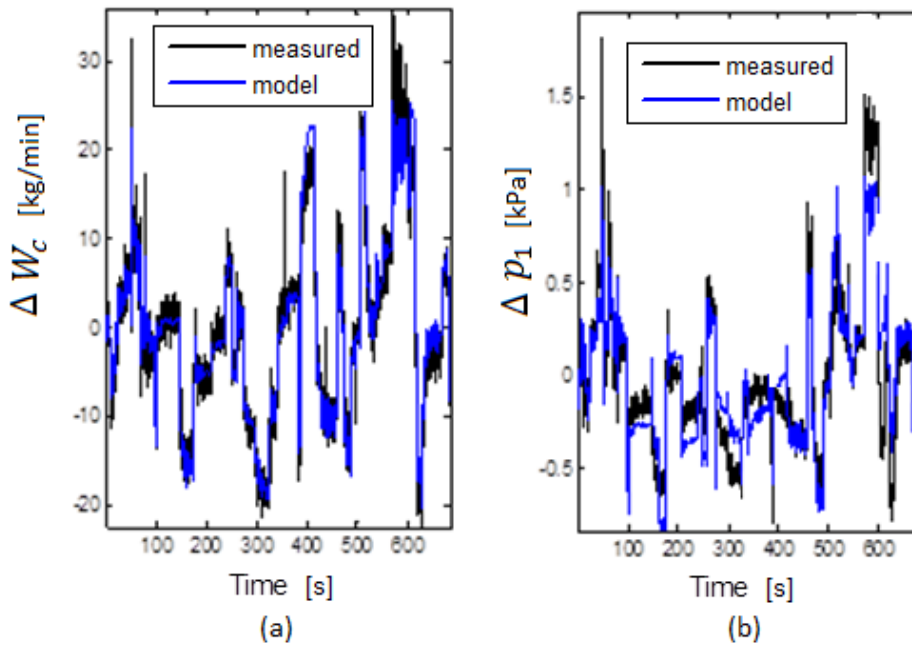 measured
model
30
20
10
0
-10
-20
Δ W_c [kg/min]
100 200 300 400 500 600
Time [s]
(a)
measured
model
1.5
1
0.5
0
-0.5
Δ p_1 [kPa]
100 200 300 400 500 600
Time [s]
(b)